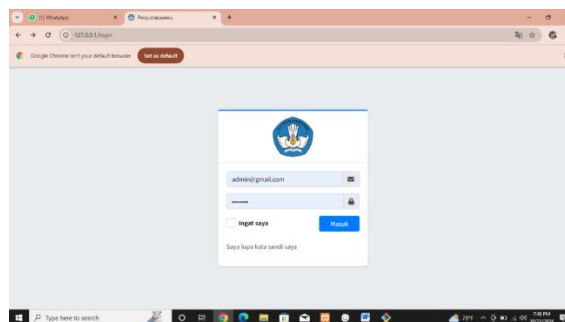 (1) WhatsApp
Perpustakaanku
127.0.0.1/login
Google Chrome isn't your default browser
Set as default
admin@gmail.com
Ingat saya
Masuk
Saya lupa kata sandi saya
Type here to search
7:48 PM